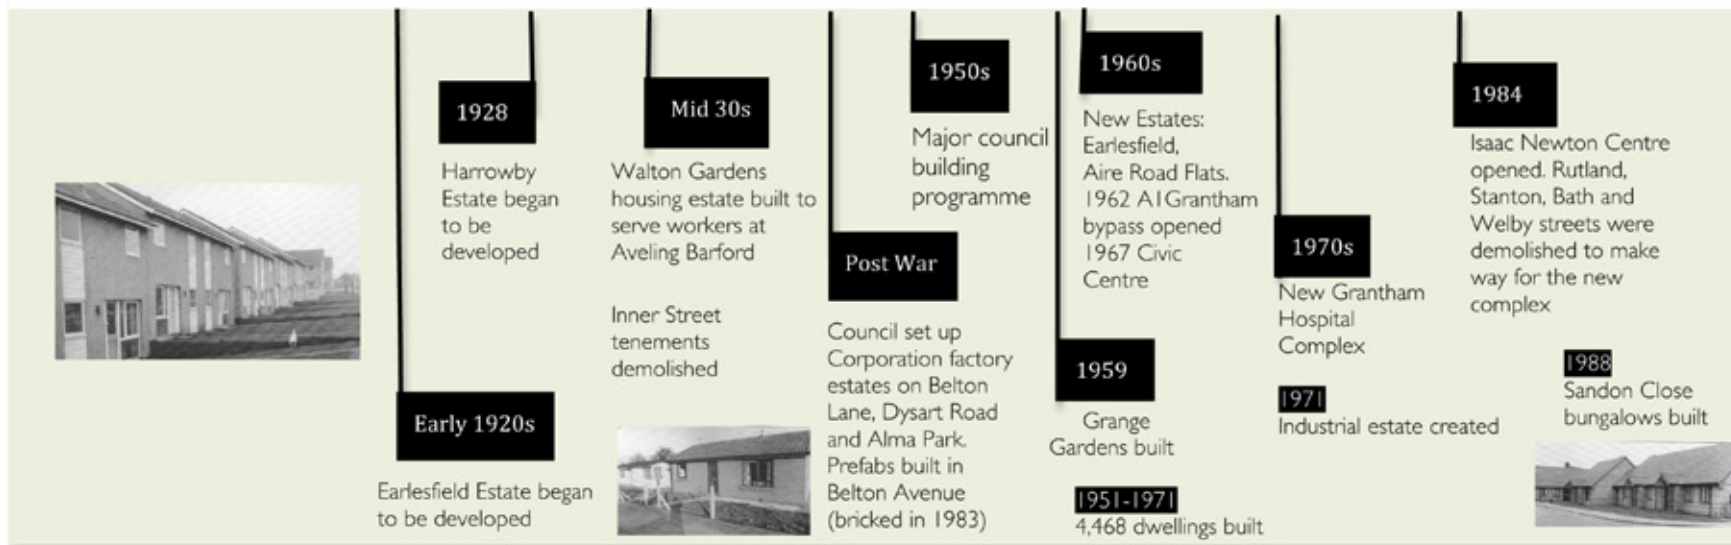 Early 1920s
Earlesfield Estate began
to be developed
1928
Harrowby
Estate began
to be
developed
Mid 30s
Walton Gardens
housing estate built to
serve workers at
Aveling Barford
Inner Street
tenements
demolished
Post War
Council set up
Corporation factory
estates on Belton
Lane, Dysart Road
and Alma Park.
Prefabs built in
Belton Avenue
(bricked in 1983)
1950s
Major council
building
programme
1959
Grange
Gardens built
1951-1971
4,468 dwellings built
1960s
New Estates:
Earlesfield,
Aire Road Flats.
1962 A1Grantham
bypass opened
1967 Civic
Centre
1970s
New Grantham
Hospital
Complex
1971
Industrial estate created
1984
Isaac Newton Centre
opened. Rutland,
Stanton, Bath and
Welby streets were
demolished to make
way for the new
complex
1988
Sandon Close
bungalows built